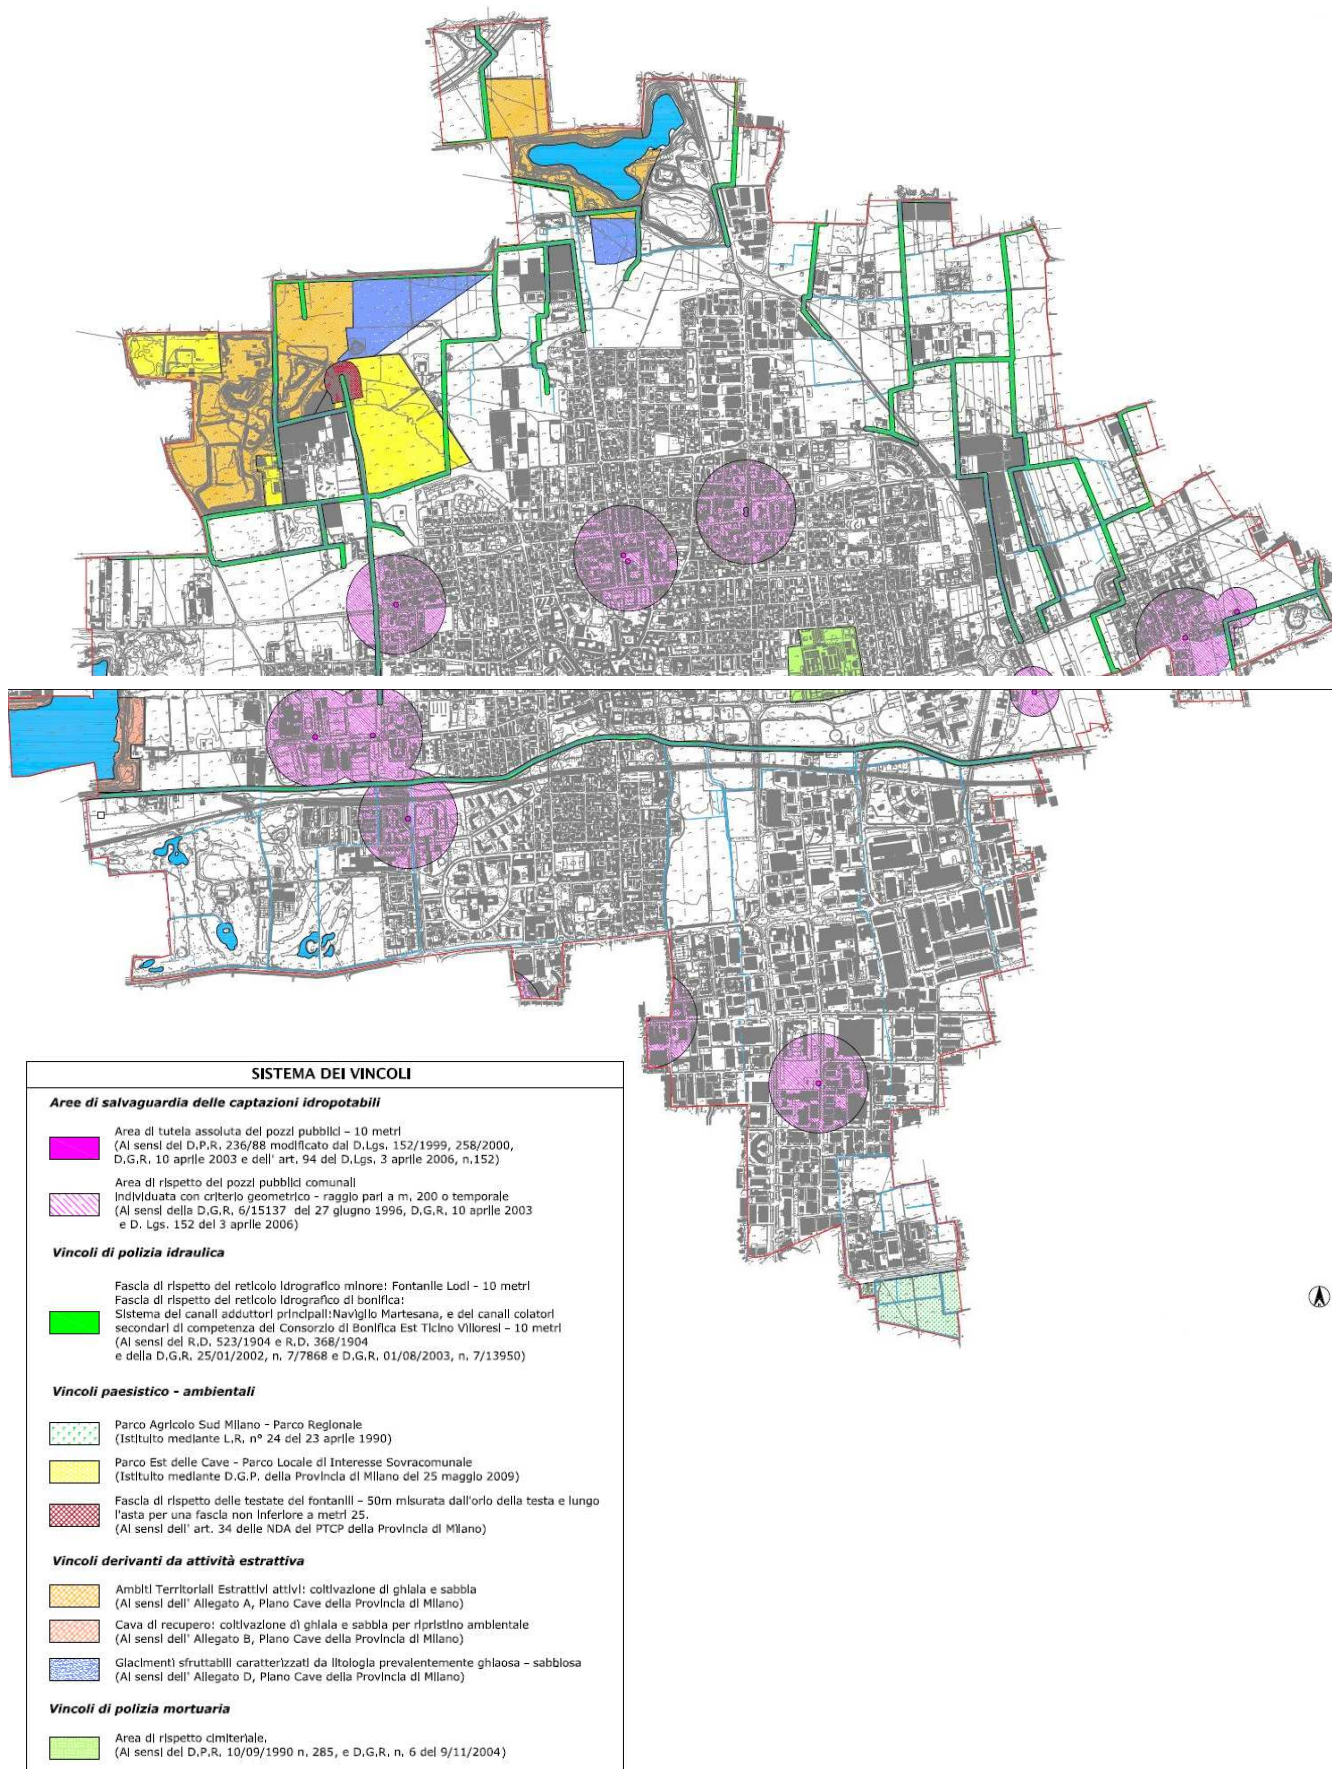 SISTEMA DEI VINCOLI
Aree di salvaguardia delle captazioni idropotabili
Area di tutela assoluta dei pozzi pubblici – 10 metri
(Ai sensi del D.P.R. 236/88 modificato dai D.Lgs. 152/1999, 258/2000,
D.G.R. 10 aprile 2003 e dell' art. 94 del D.Lgs. 3 aprile 2006, n.152)
Area di rispetto dei pozzi pubblici comunali
individuata con criterio geometrico - raggio pari a m. 200 o temporale
(Ai sensi della D.G.R. 6/15137 del 27 giugno 1996, D.G.R. 10 aprile 2003
e D. Lgs. 152 del 3 aprile 2006)
Vincoli di polizia idraulica
Fascia di rispetto del reticolo idrografico minore: Fontanile Lodi – 10 metri
Fascia di rispetto del reticolo idrografico di bonifica:
Sistema dei canali adduttori principali:Naviglio Martesana, e dei canali colatori
secondari di competenza del Consorzio di Bonifica Est Ticino Villoresi – 10 metri
(Ai sensi del R.D. 523/1904 e R.D. 368/1904
e della D.G.R. 25/01/2002, n. 7/7868 e D.G.R. 01/08/2003, n. 7/13950)
Vincoli paesistico - ambientali
Parco Agricolo Sud Milano – Parco Regionale
(Istituito mediante L.R. n° 24 del 23 aprile 1990)
Parco Est delle Cave – Parco Locale di Interesse Sovracomunale
(Istituito mediante D.G.P. della Provincia di Milano del 25 maggio 2009)
Fascia di rispetto delle testate dei fontanili – 50m misurata dall'orlo della testa e lungo
l'asta per una fascia non inferiore a metri 25.
(Ai sensi dell' art. 34 delle NDA del PTCP della Provincia di Milano)
Vincoli derivanti da attività estrattiva
Ambiti Territoriali Estrattivi attivi: coltivazione di ghiaia e sabbia
(Ai sensi dell' Allegato A, Piano Cave della Provincia di Milano)
Cava di recupero: coltivazione di ghiaia e sabbia per ripristino ambientale
(Ai sensi dell' Allegato B, Piano Cave della Provincia di Milano)
Giacimenti sfruttabili caratterizzati da litologia prevalentemente ghiaosa – sabbiosa
(Ai sensi dell' Allegato D, Piano Cave della Provincia di Milano)
Vincoli di polizia mortuaria
Area di rispetto cimiteriale.
(Ai sensi del D.P.R. 10/09/1990 n. 285, e D.G.R. n. 6 del 9/11/2004)